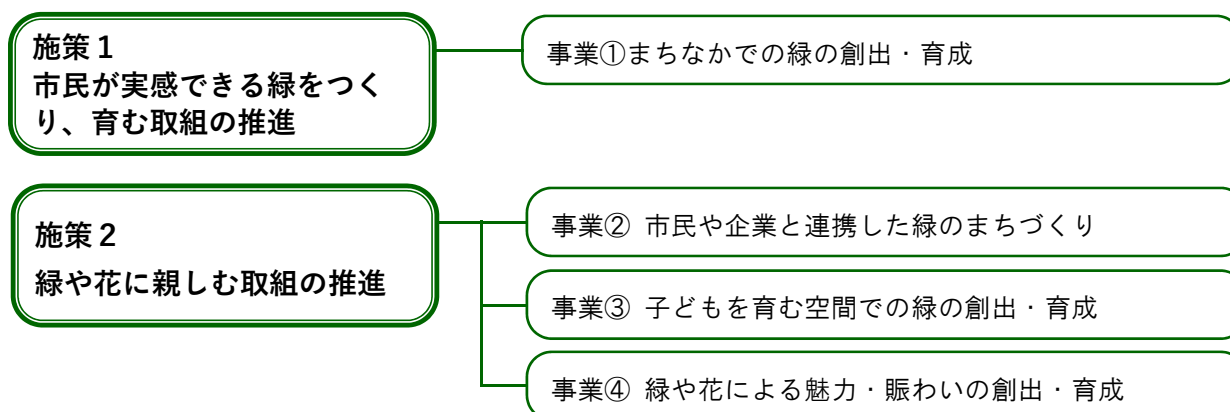 施策1
市民が実感できる緑をつく
り、育む取組の推進
事業①まちなかでの緑の創出・育成
施策2
緑や花に親しむ取組の推進
事業② 市民や企業と連携した緑のまちづくり
事業③ 子どもを育む空間での緑の創出・育成
事業④ 緑や花による魅力・賑わいの創出・育成